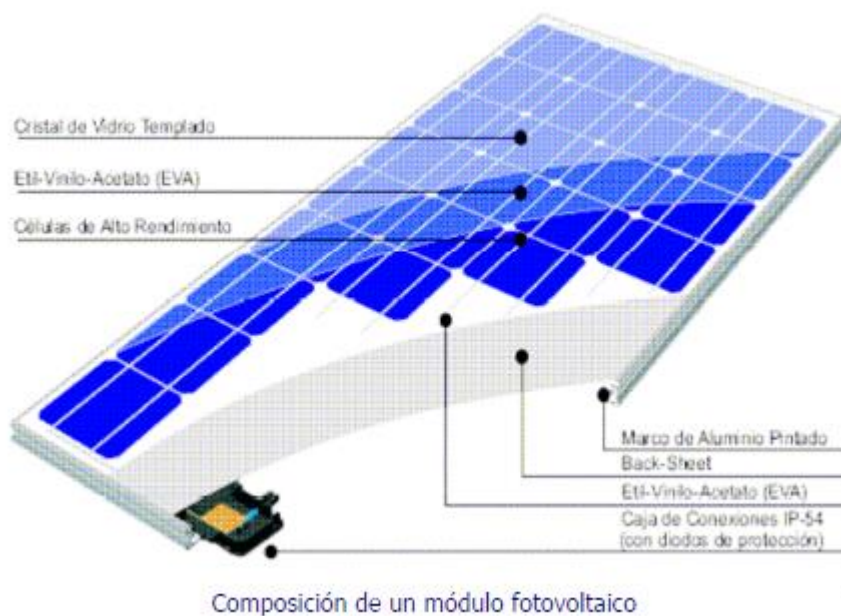 Cristal de Vidrio Templado
Etil-Vinilo-Acetato (EVA)
Células de Alto Rendimiento
Marco de Aluminio Pintado
Back-Sheet
Etil-Vinilo-Acetato (EVA)
Caja de Conexiones IP-54
(con diodos de protección)
Composición de un módulo fotovoltaico